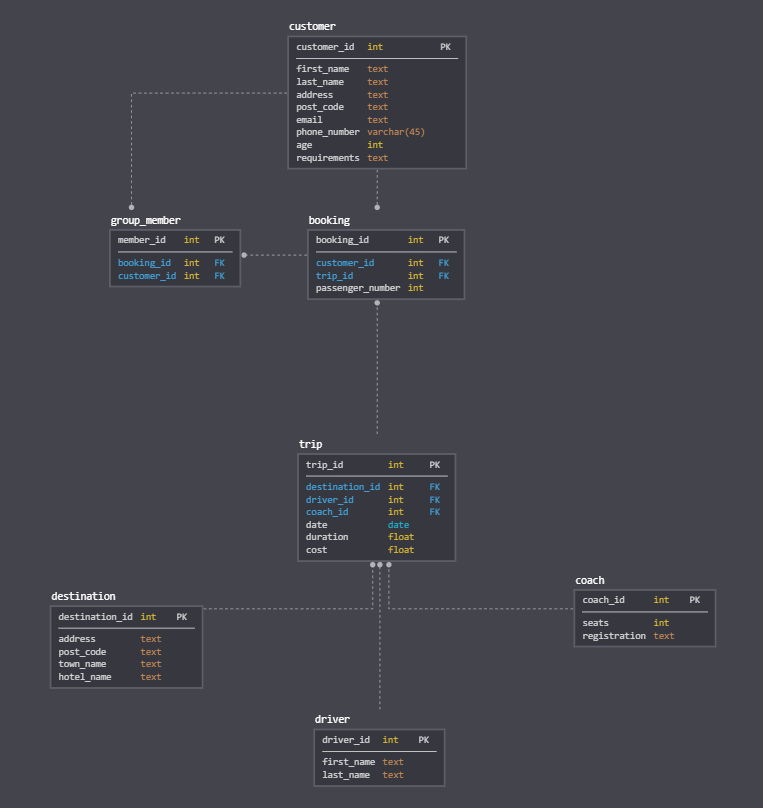 customer
customer_id int PK
first_name text
last_name text
address text
post_code text
email text
phone_number varchar(45)
age int
requirements text
group_member
member_id int PK
booking_id int FK
customer_id int FK
booking
booking_id int PK
customer_id int FK
trip_id int FK
passenger_number int
trip
trip_id int PK
destination_id int FK
driver_id int FK
coach_id int FK
date date
duration float
cost float
destination
destination_id int PK
address text
post_code text
town_name text
hotel_name text
coach
coach_id int PK
seats int
registration text
driver
driver_id int PK
first_name text
last_name text